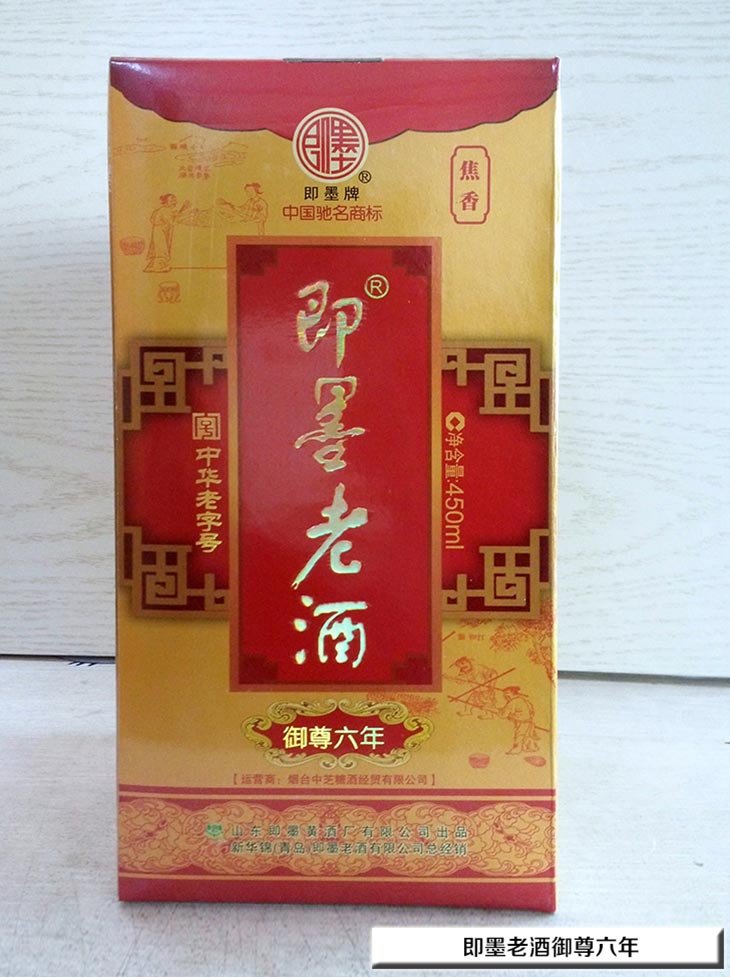 即墨
®
即墨牌
中国驰名商标
焦香
即墨老酒
®
号
中华老字号
净含量:450ml
御尊六年
【运营商：烟台中芝糖酒经贸有限公司】
山东即墨黄酒厂有限公司出品
新华锦(青岛)即墨老酒有限公司总经销
即墨老酒御尊六年